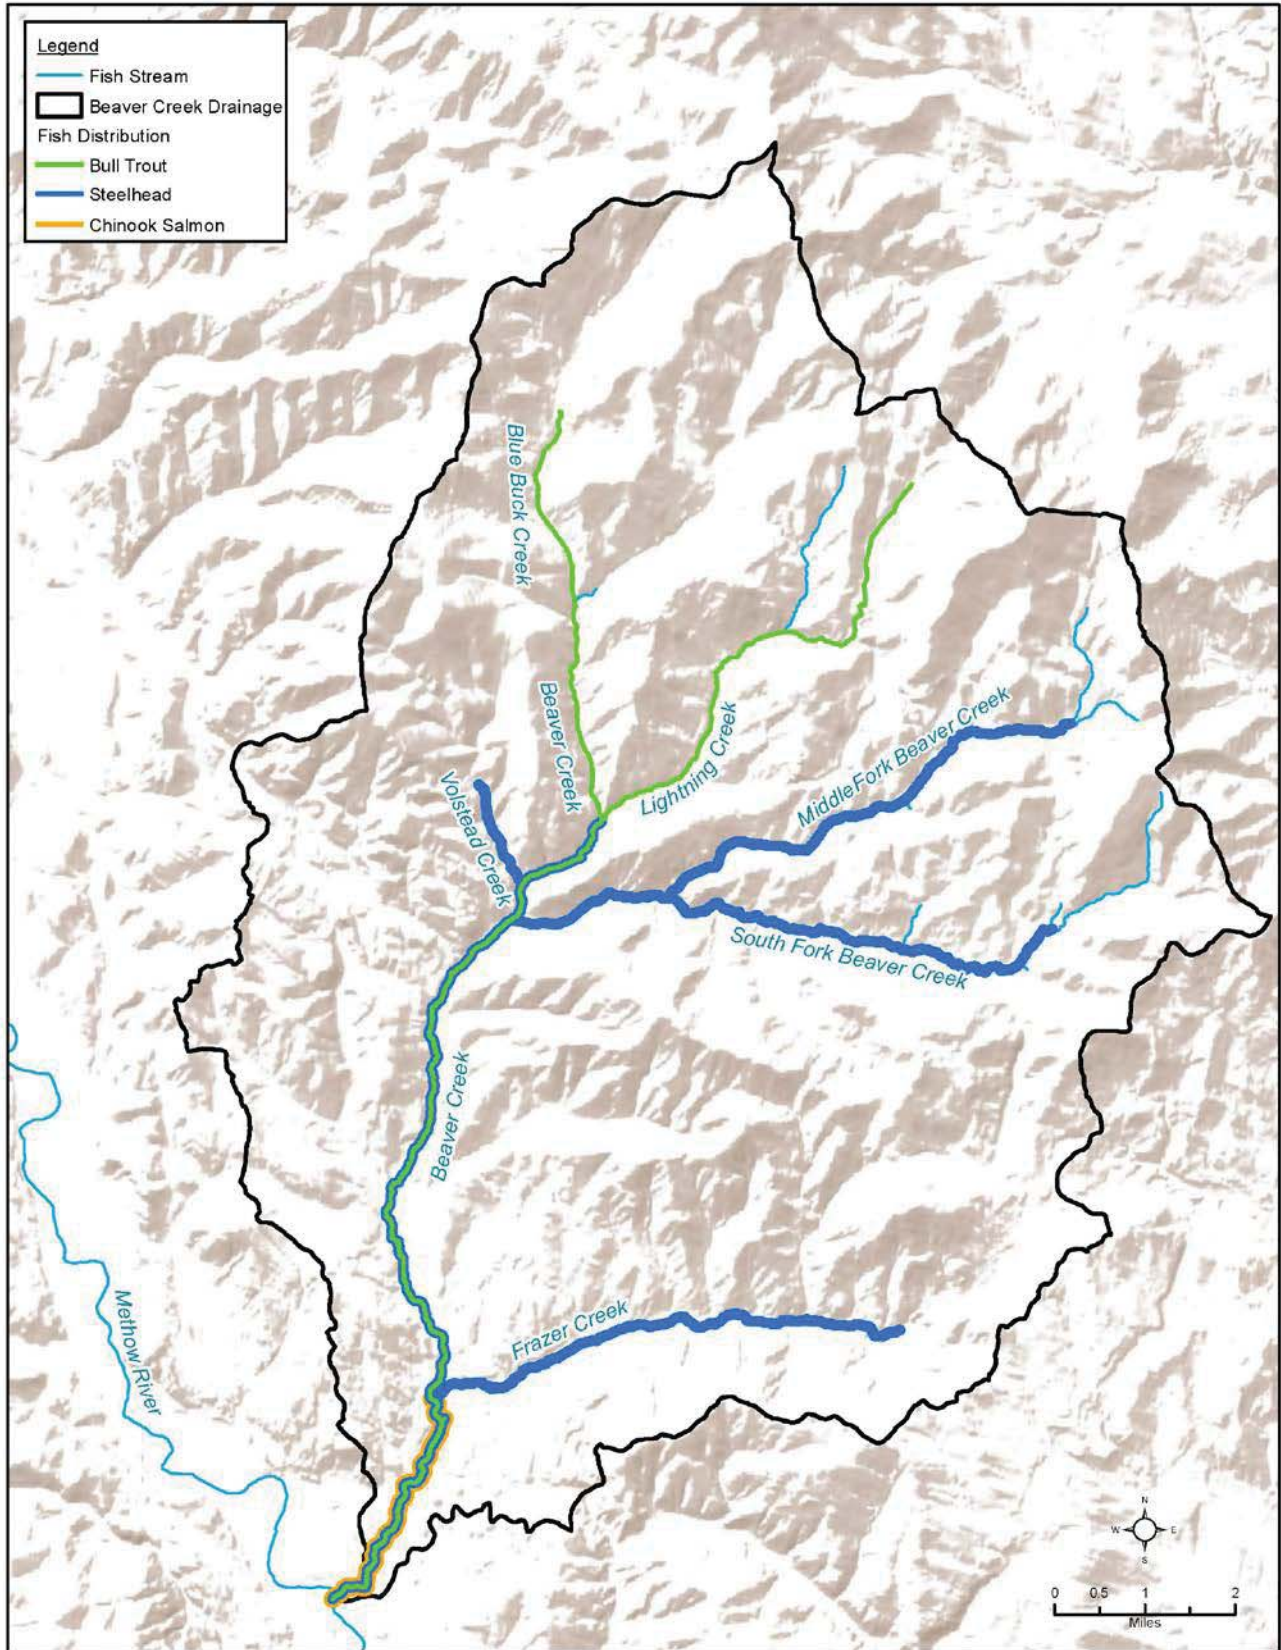 Legend
Fish Stream
Beaver Creek Drainage
Fish Distribution
Bull Trout
Steelhead
Chinook Salmon
Blue Buck Creek
Beaver Creek
Lightning Creek
Volstead Creek
MiddleFork Beaver Creek
South Fork Beaver Creek
Beaver Creek
Frazer Creek
Methow River
N
W E
S
0 0.5 1 2
Miles